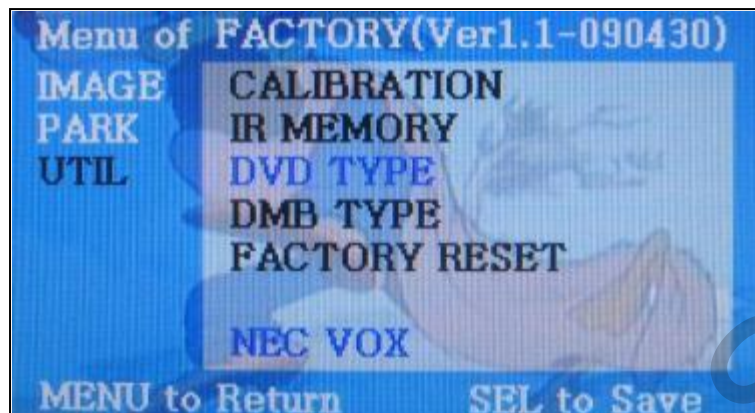 Menu of FACTORY(Ver1.1-090430)
IMAGE CALIBRATION
PARK IR MEMORY
UTIL DVD TYPE
DMB TYPE
FACTORY RESET
NEC VOX
MENU to Return SEL to Save